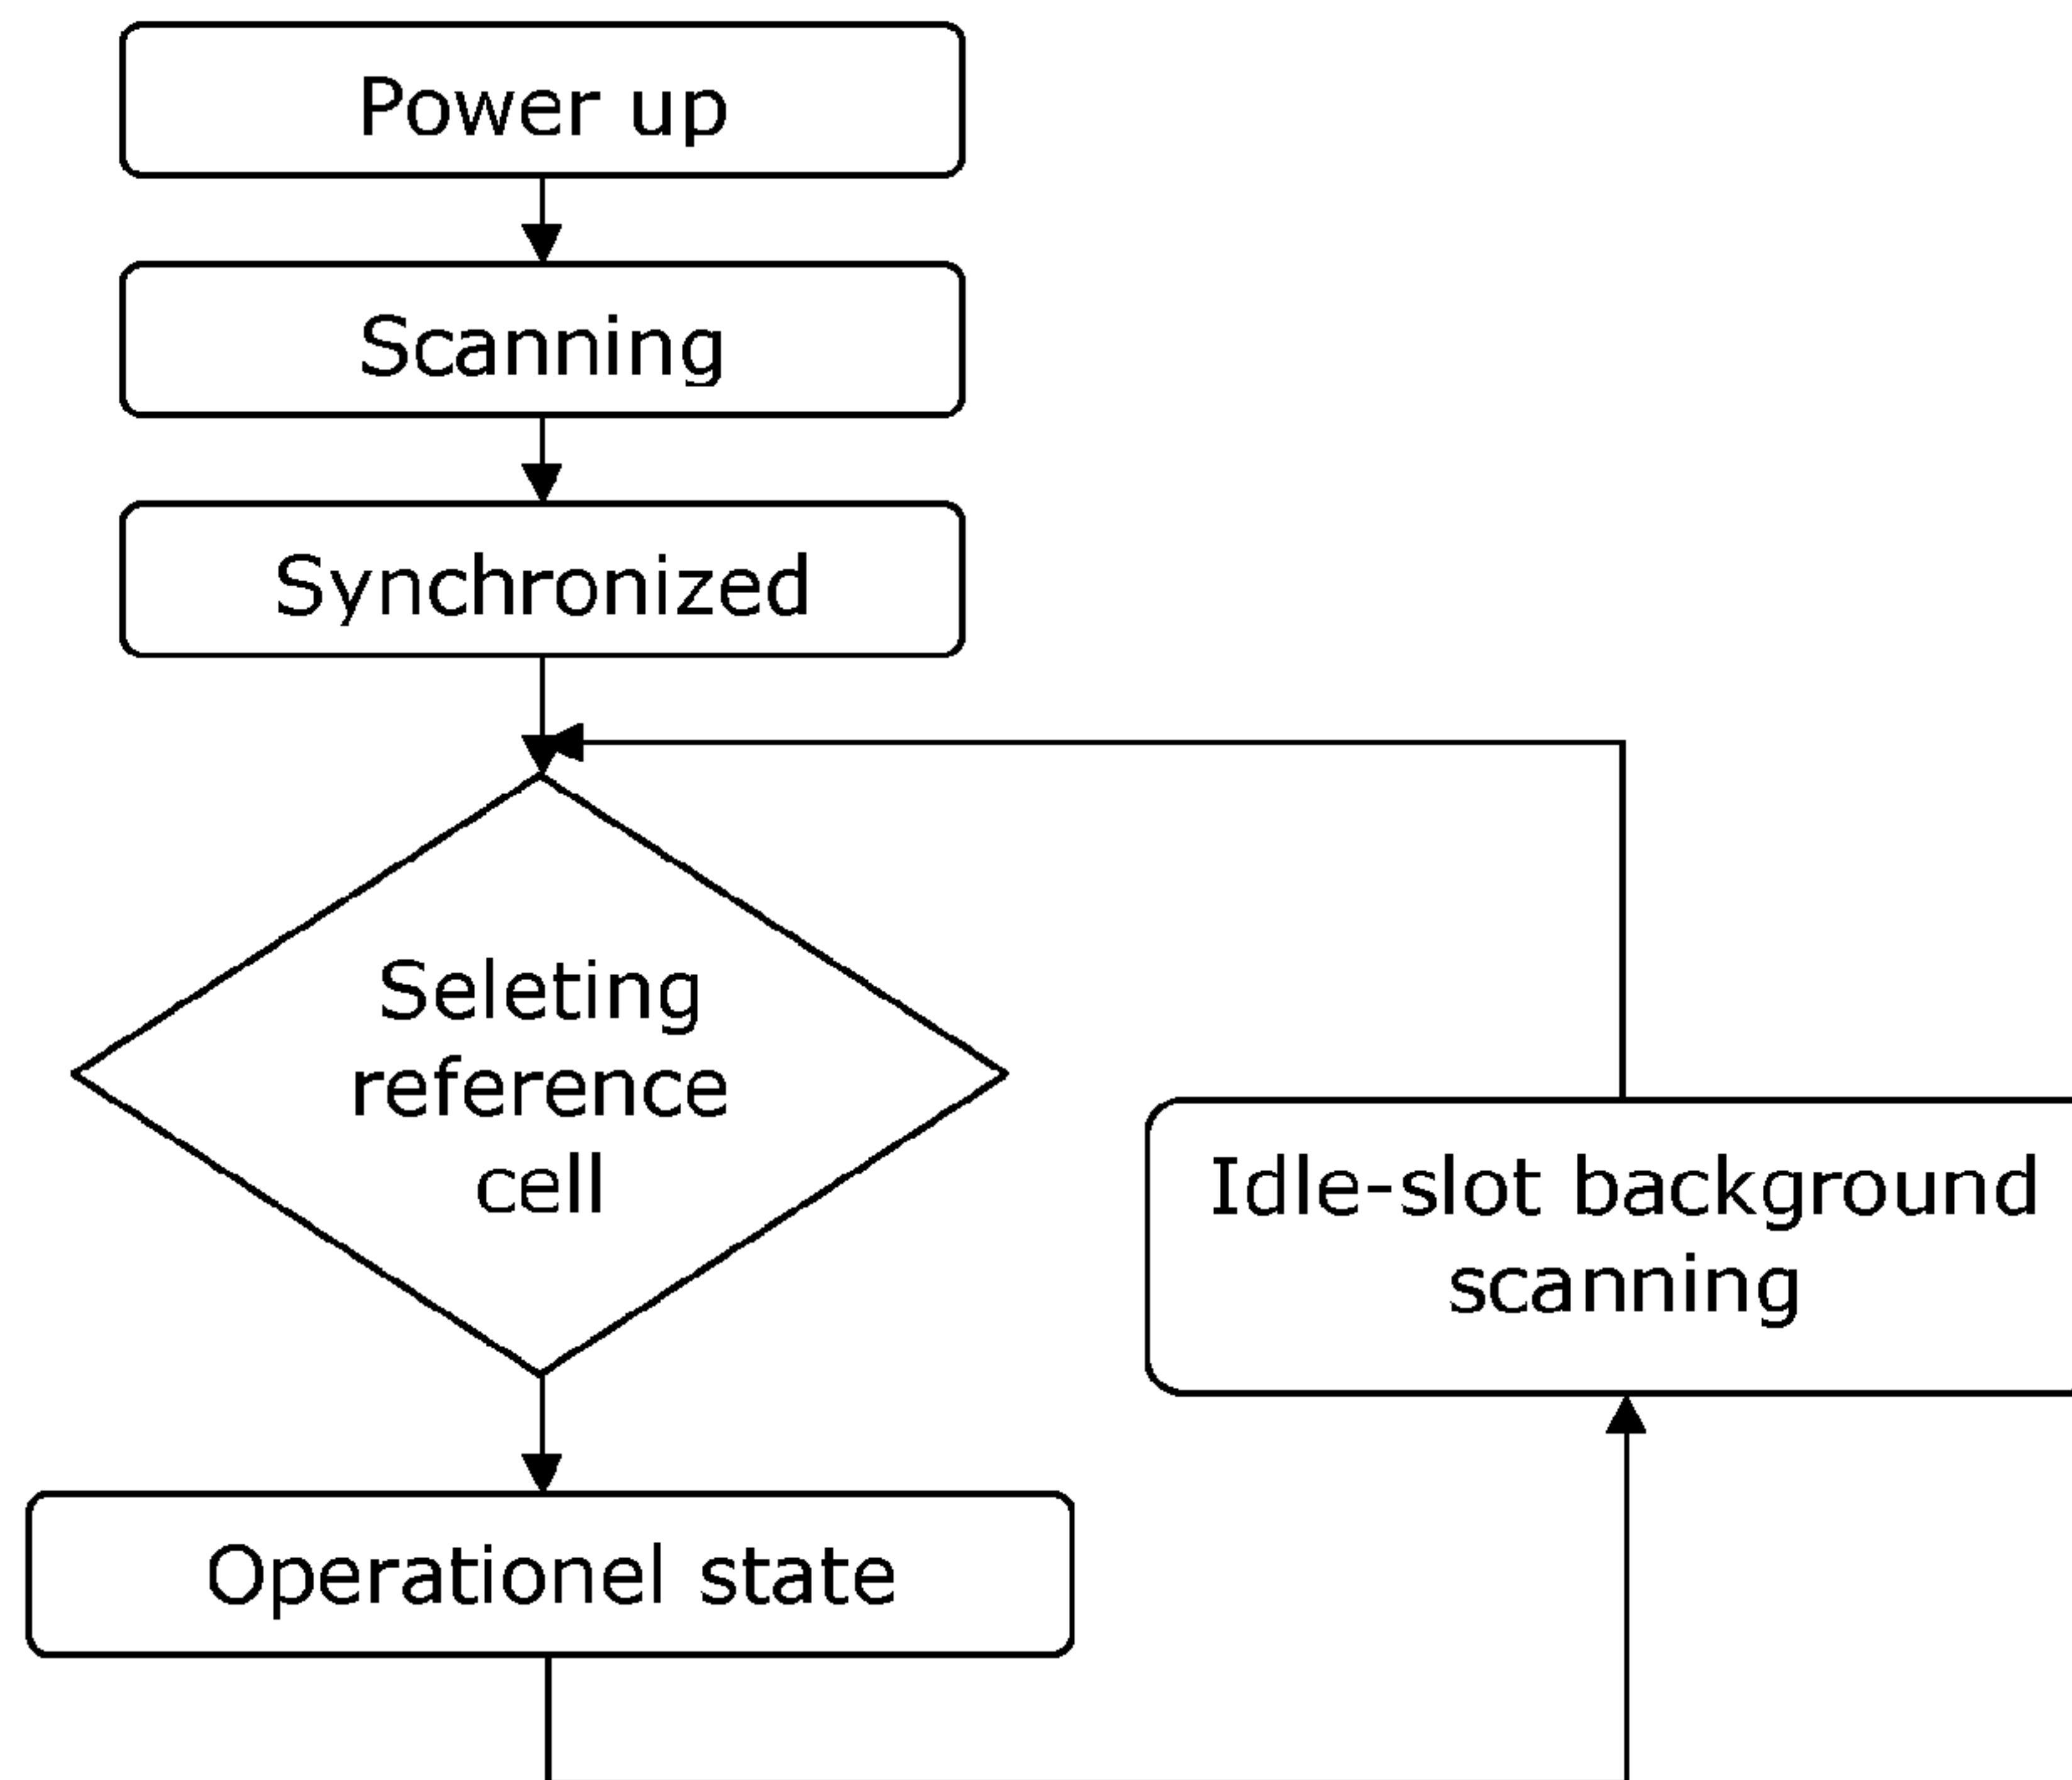 Power up
Scanning
Synchronized
Seleting
reference
cell
Idle-slot background
scanning
Operationel state